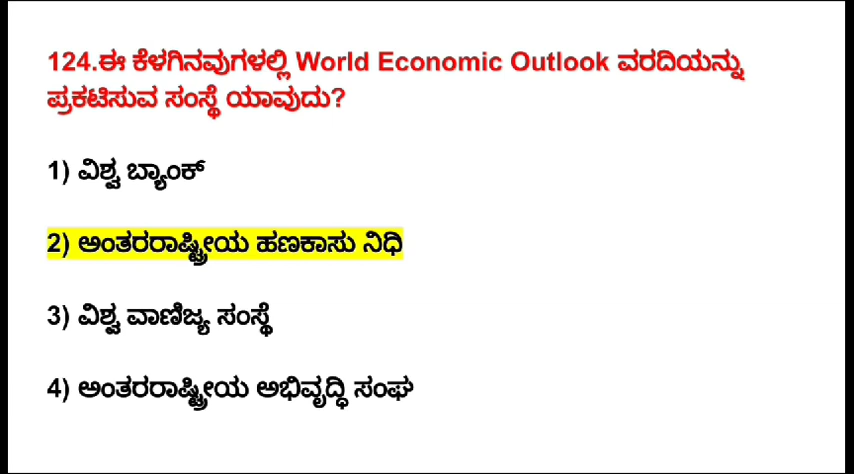 124.ಈ ಕೆಳಗಿನವುಗಳಲ್ಲಿ World Economic Outlook ವರದಿಯನ್ನು
ಪ್ರಕಟಿಸುವ ಸಂಸ್ಥೆ ಯಾವುದು?
1) ವಿಶ್ವ ಬ್ಯಾಂಕ್
2) ಅಂತರರಾಷ್ಟ್ರೀಯ ಹಣಕಾಸು ನಿಧಿ
3) ವಿಶ್ವ ವಾಣಿಜ್ಯ ಸಂಸ್ಥೆ
4) ಅಂತರರಾಷ್ಟ್ರೀಯ ಅಭಿವೃದ್ಧಿ ಸಂಘ